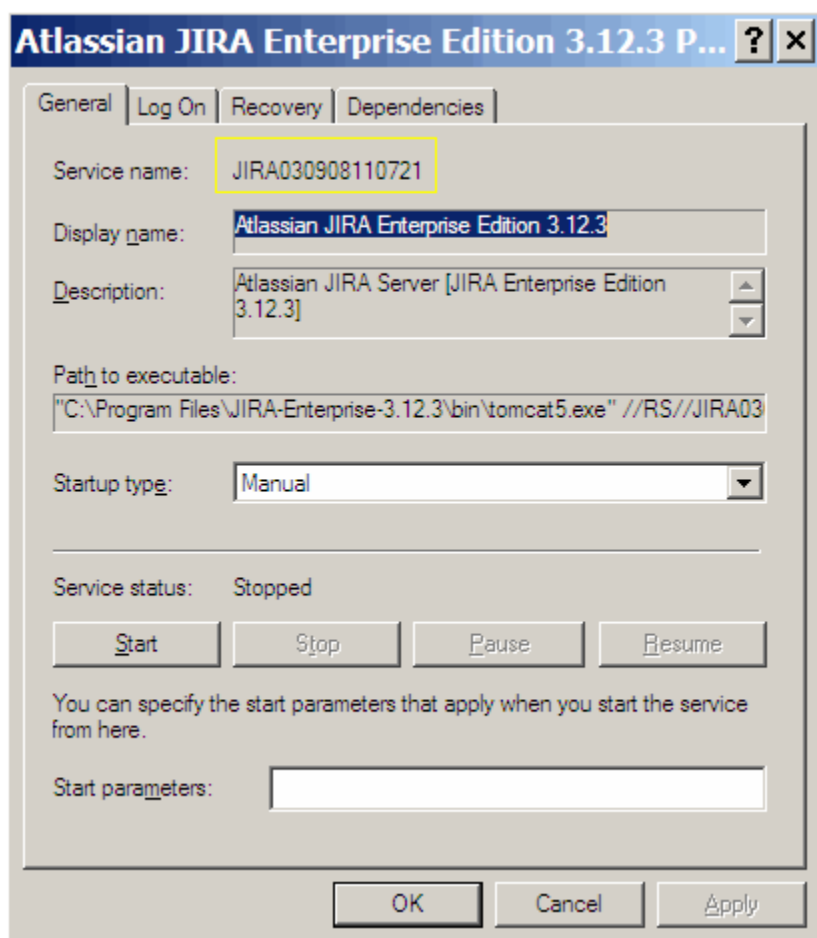 Atlassian JIRA Enterprise Edition 3.12.3 P...
General Log On Recovery Dependencies
Service name: JIRA030908110721
Display name: Atlassian JIRA Enterprise Edition 3.12.3
Description: Atlassian JIRA Server [JIRA Enterprise Edition
3.12.3]
Path to executable:
"C:\Program Files\JIRA-Enterprise-3.12.3\bin\tomcat5.exe" //RS//JIRA03
Startup type: Manual
Service status: Stopped
Start Stop Pause Resume
You can specify the start parameters that apply when you start the service
from here.
Start parameters:
OK Cancel Apply